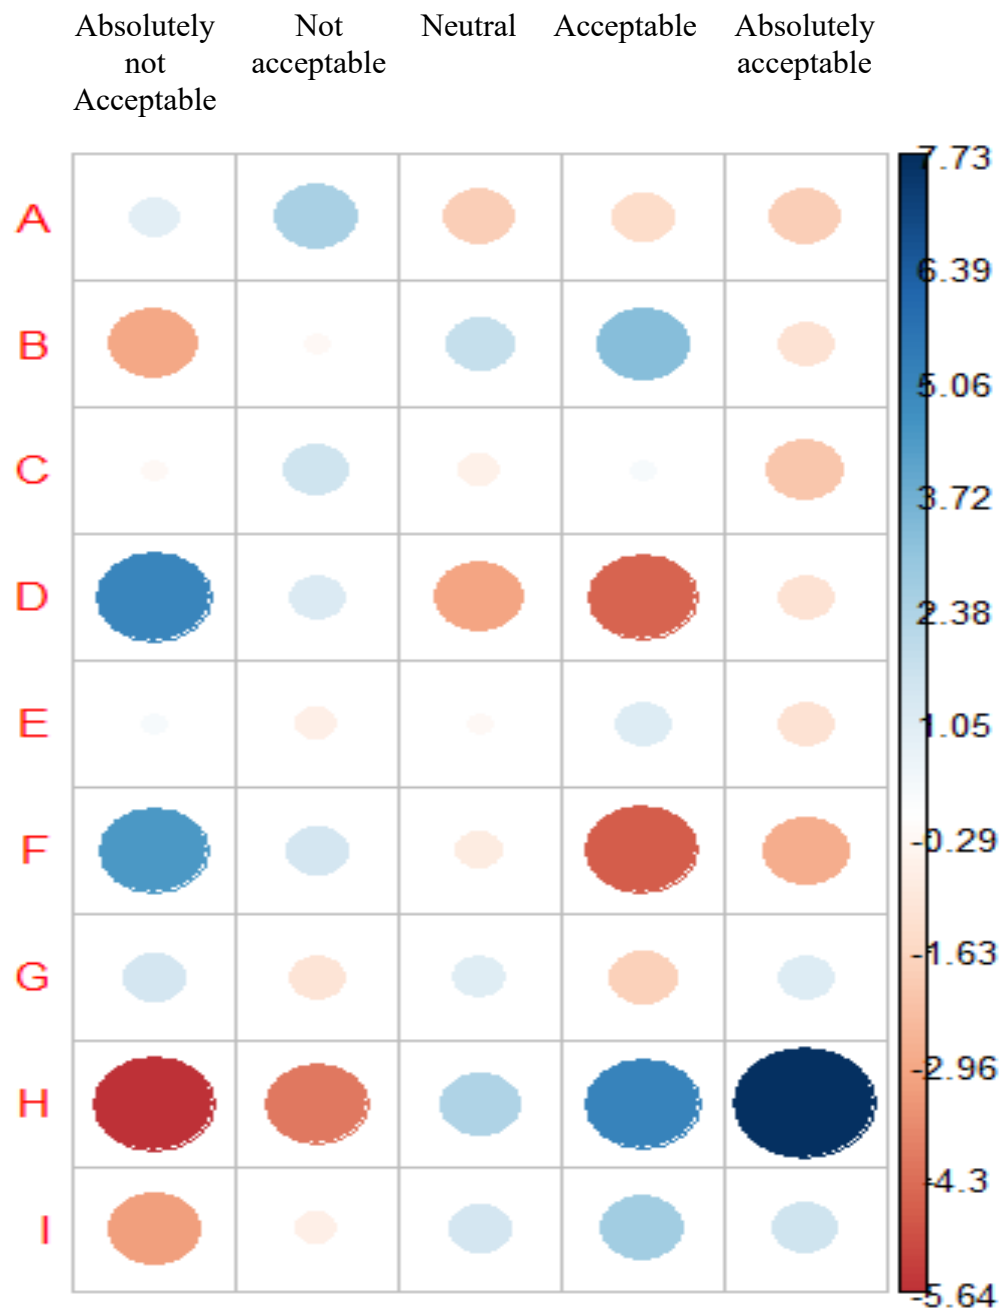 Absolutely not Acceptable
Not acceptable
Neutral
Acceptable
Absolutely acceptable
A
B
C
D
E
F
G
H
I
7.73
6.39
5.06
3.72
2.38
1.05
-0.29
-1.63
-2.96
-4.3
-5.64